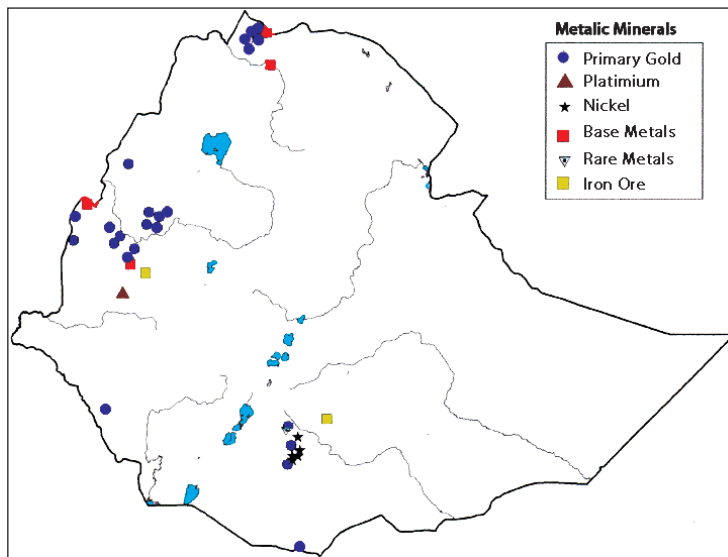 Metalic Minerals
Primary Gold
Platimium
Nickel
Base Metals
Rare Metals
Iron Ore